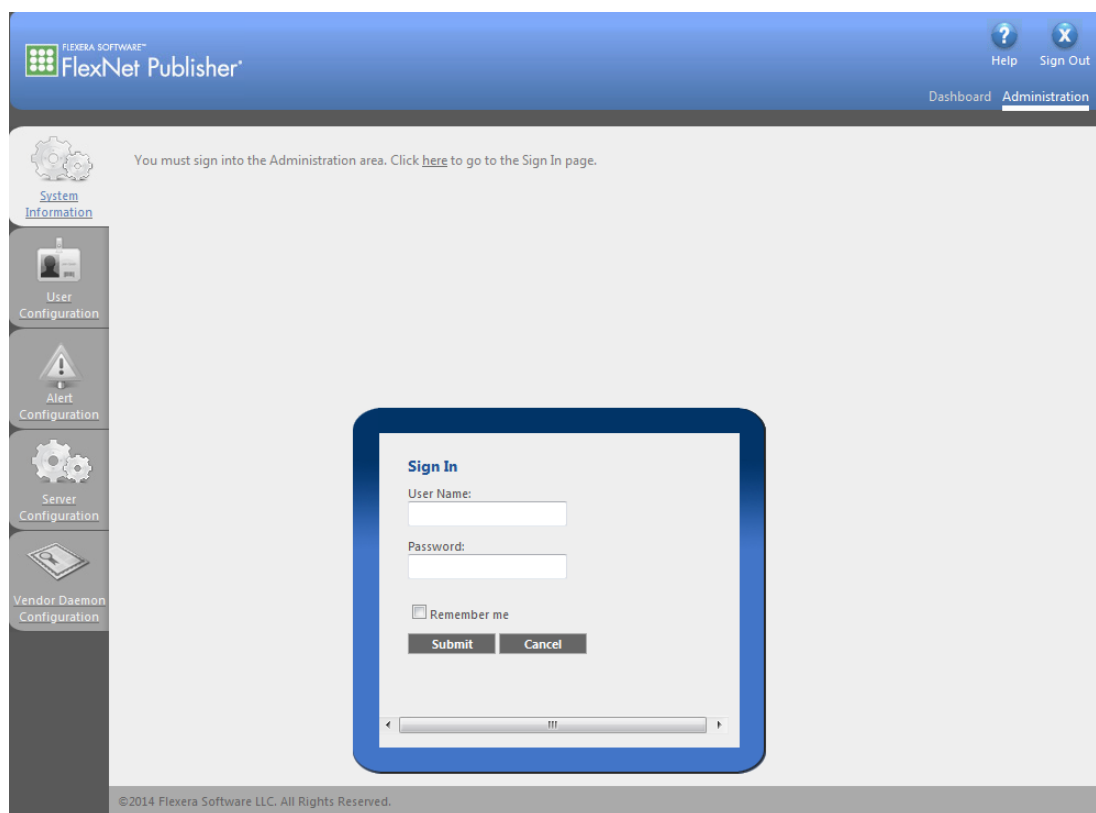 FLEXERA SOFTWARE™
FlexNet Publisher®
Help
Sign Out
Dashboard
Administration
System
Information
User
Configuration
Alert
Configuration
Server
Configuration
Vendor Daemon
Configuration
You must sign into the Administration area. Click here to go to the Sign In page.
Sign In
User Name:
Password:
Remember me
Submit
Cancel
©2014 Flexera Software LLC. All Rights Reserved.